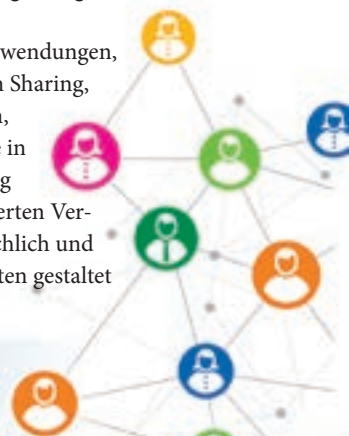 wendungen,
Sharing,
in
g
erten Ver-
chlich und
ten gestaltet